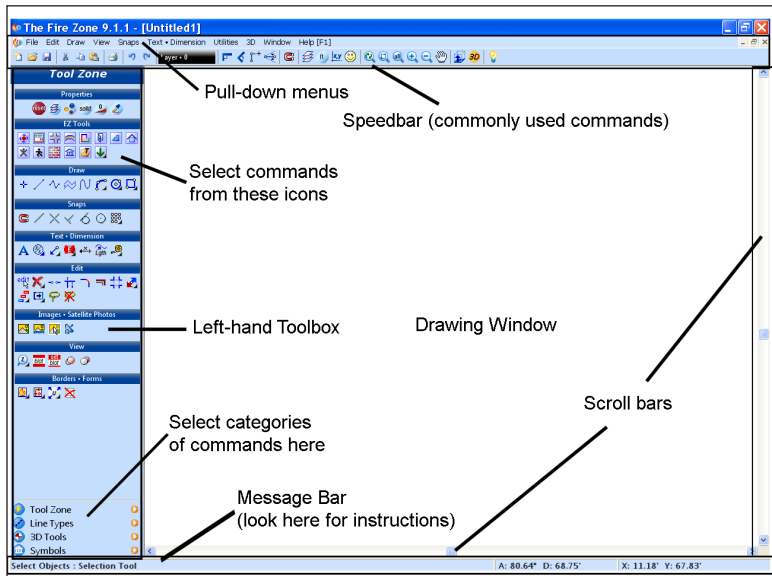 The Fire Zone 9.1.1 - [Untitled1]
File Edit Draw View Snaps Text • Dimension Utilities 3D Window Help [F1]
Layer • 0
3D
Tool Zone
Pull-down menus
Properties
Speedbar (commonly used commands)
EZ Tools
Select commands
from these icons
Draw
Snaps
Text • Dimension
Edit
Images • Satellite Photos
Left-hand Toolbox
Drawing Window
View
Borders • Forms
Scroll bars
Select categories
of commands here
Message Bar
(look here for instructions)
Tool Zone
Line Types
3D Tools
Symbols
Select Objects : Selection Tool
A: 80.64° D: 68.75' X: 11.18' Y: 67.83'